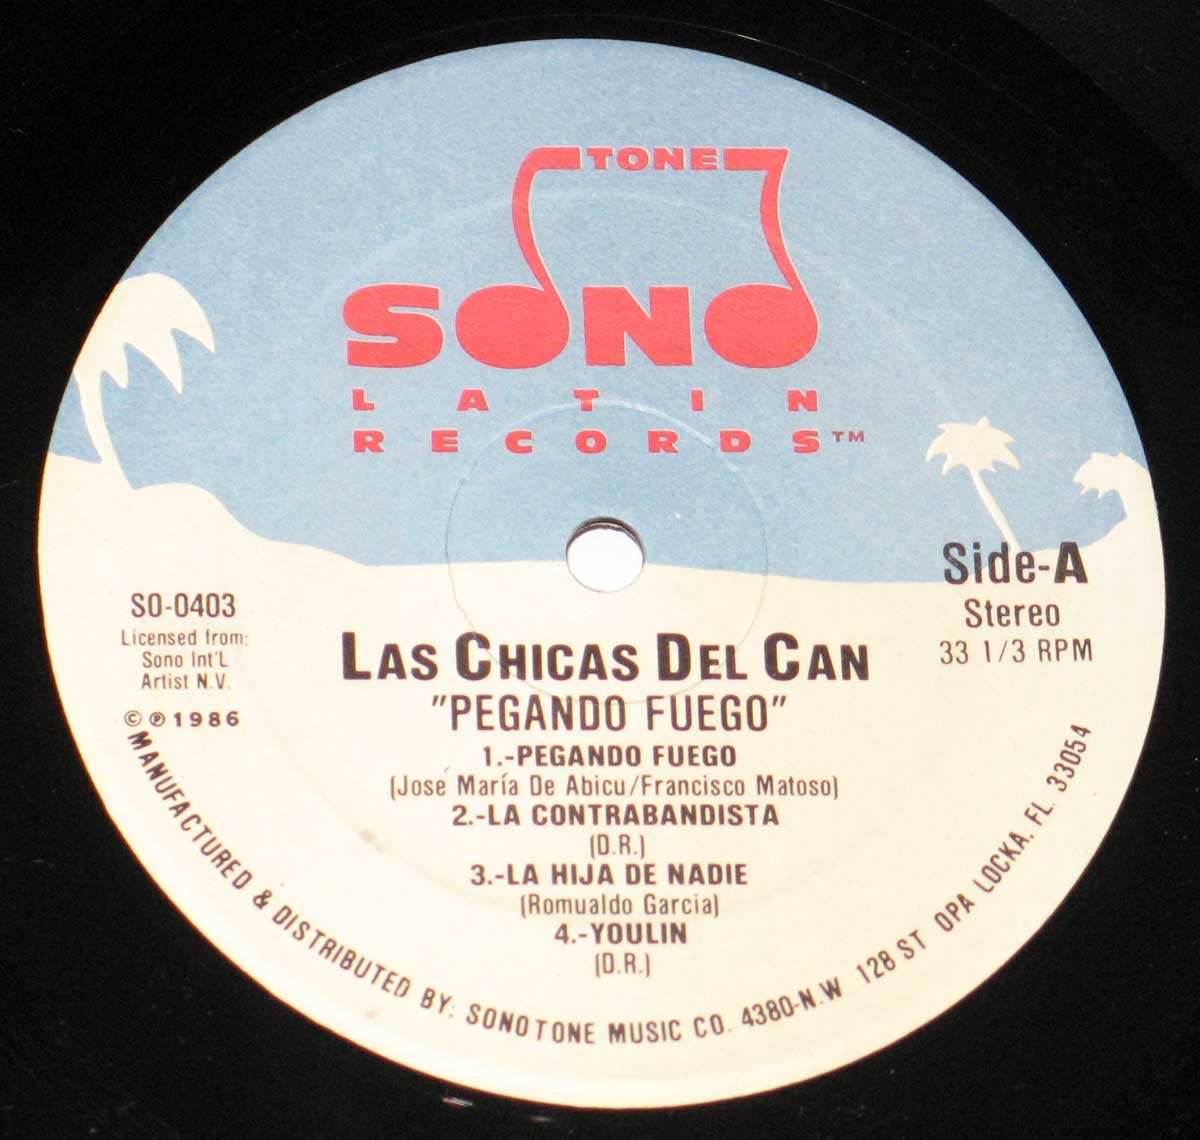 TONE
SONO
LATIN
RECORDS™
Side-A
Stereo
33 1/3 RPM
SO-0403
Licensed from:
Sono Int'L
Artist N.V.
©℗1986
LAS CHICAS DEL CAN
"PEGANDO FUEGO"
1.-PEGANDO FUEGO
(José María De Abicu/Francisco Matoso)
2.-LA CONTRABANDISTA
(D.R.)
3.-LA HIJA DE NADIE
(Romualdo Garcia)
4.-YOULIN
(D.R.)
MANUFACTURED & DISTRIBUTED BY: SONOTONE MUSIC CO. 4380-N.W 128 ST OPA LOCKA. FL. 33054